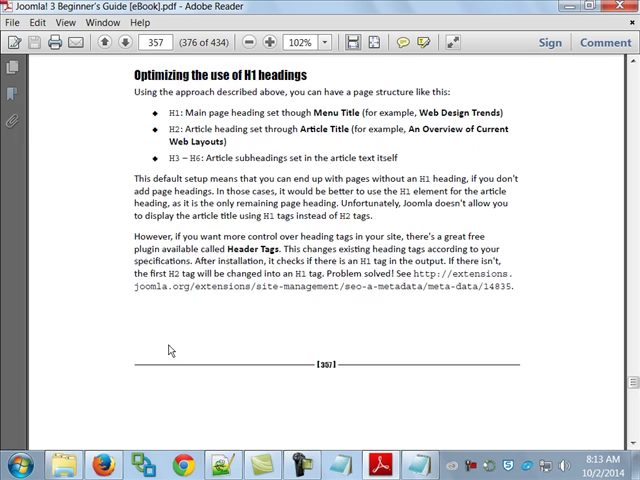 Joomla! 3 Beginner's Guide [eBook].pdf - Adobe Reader
File Edit View Window Help
357 (376 of 434) 102% Sign Comment
Optimizing the use of H1 headings
Using the approach described above, you can have a page structure like this:
◆ H1: Main page heading set though Menu Title (for example, Web Design Trends)
◆ H2: Article heading set through Article Title (for example, An Overview of Current
Web Layouts)
◆ H3 – H6: Article subheadings set in the article text itself
This default setup means that you can end up with pages without an H1 heading, if you don't
add page headings. In those cases, it would be better to use the H1 element for the article
heading, as it is the only remaining page heading. Unfortunately, Joomla doesn't allow you
to display the article title using H1 tags instead of H2 tags.
However, if you want more control over heading tags in your site, there's a great free
plugin available called Header Tags. This changes existing heading tags according to your
specifications. After installation, it checks if there is an H1 tag in the output. If there isn't,
the first H2 tag will be changed into an H1 tag. Problem solved! See http://extensions.
joomla.org/extensions/site-management/seo-a-metadata/meta-data/14835.
[357]
8:13 AM
10/2/2014